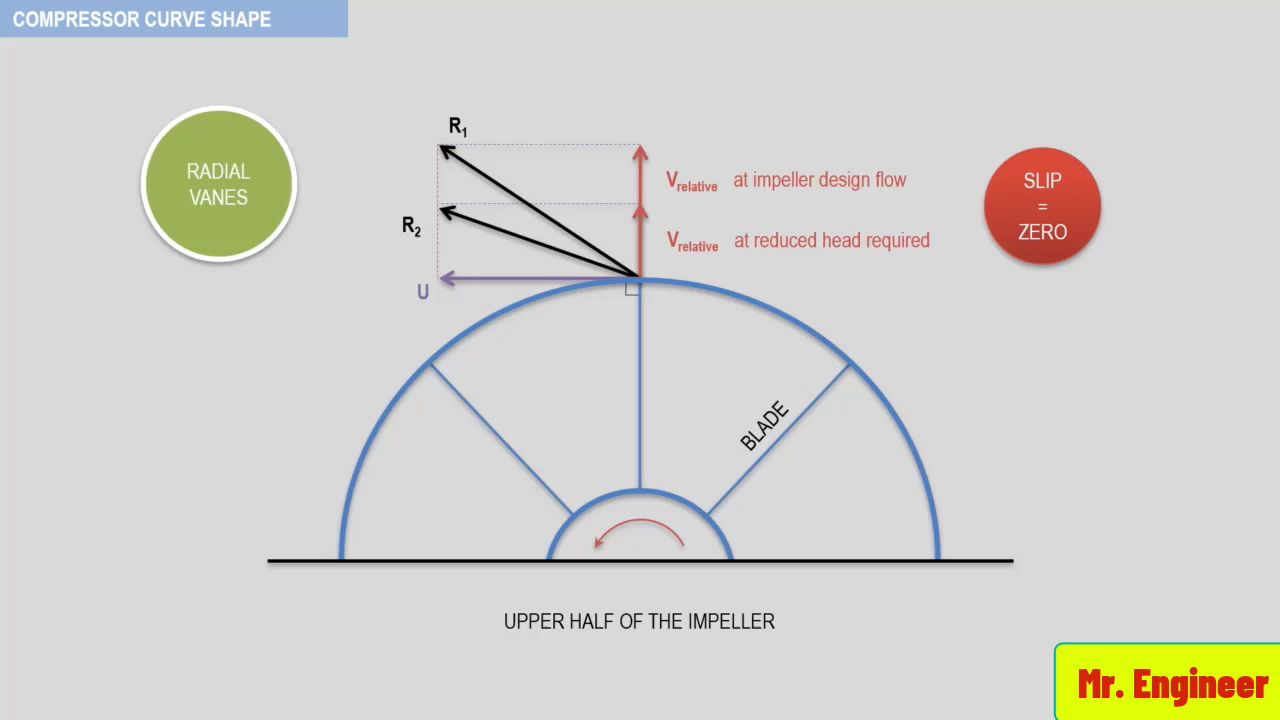 COMPRESSOR CURVE SHAPE
RADIAL
VANES
R1
R2
U
Vrelative at impeller design flow
Vrelative at reduced head required
SLIP
=
ZERO
BLADE
UPPER HALF OF THE IMPELLER
Mr. Engineer